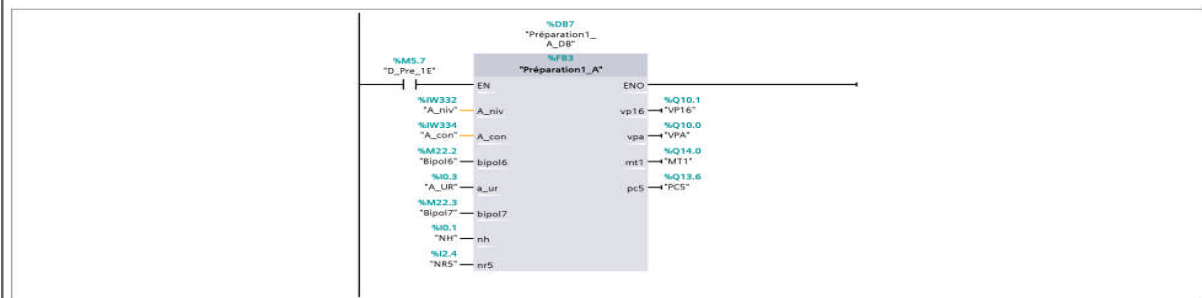 %DB7
"Préparation1_
A_DB"
%M5.7
"D_Pre_1E"
%FB3
"Préparation1_A"
EN ENO
%IW332
"A_niv" A_niv
vp16 %Q10.1
"VP16"
%IW334
"A_con" A_con
vpa %Q10.0
"VPA"
%M22.2
"Bipol6" bipol6
mt1 %Q14.0
"MT1"
%I0.3
"A_UR" a_ur
pc5 %Q13.6
"PC5"
%M22.3
"Bipol7" bipol7
%I0.1
"NH" nh
%I2.4
"NR5" nr5